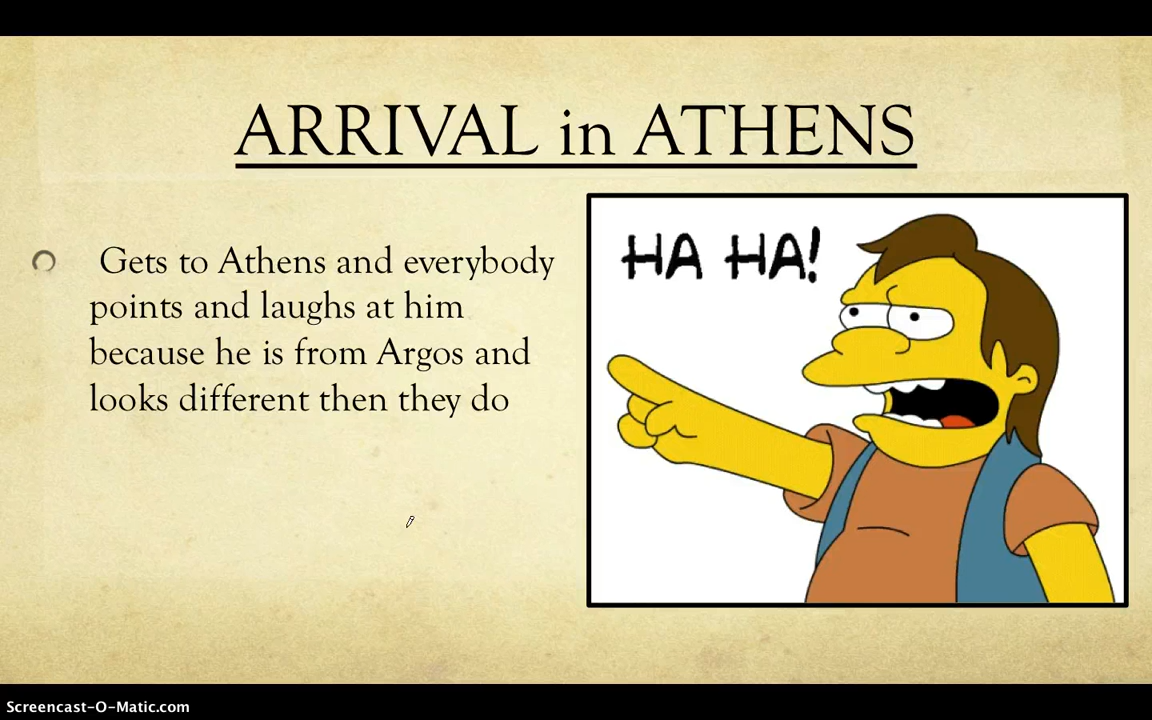 ARRIVAL in ATHENS
HA HA!
Gets to Athens and everybody
points and laughs at him
because he is from Argos and
looks different then they do
Screencast-O-Matic.com